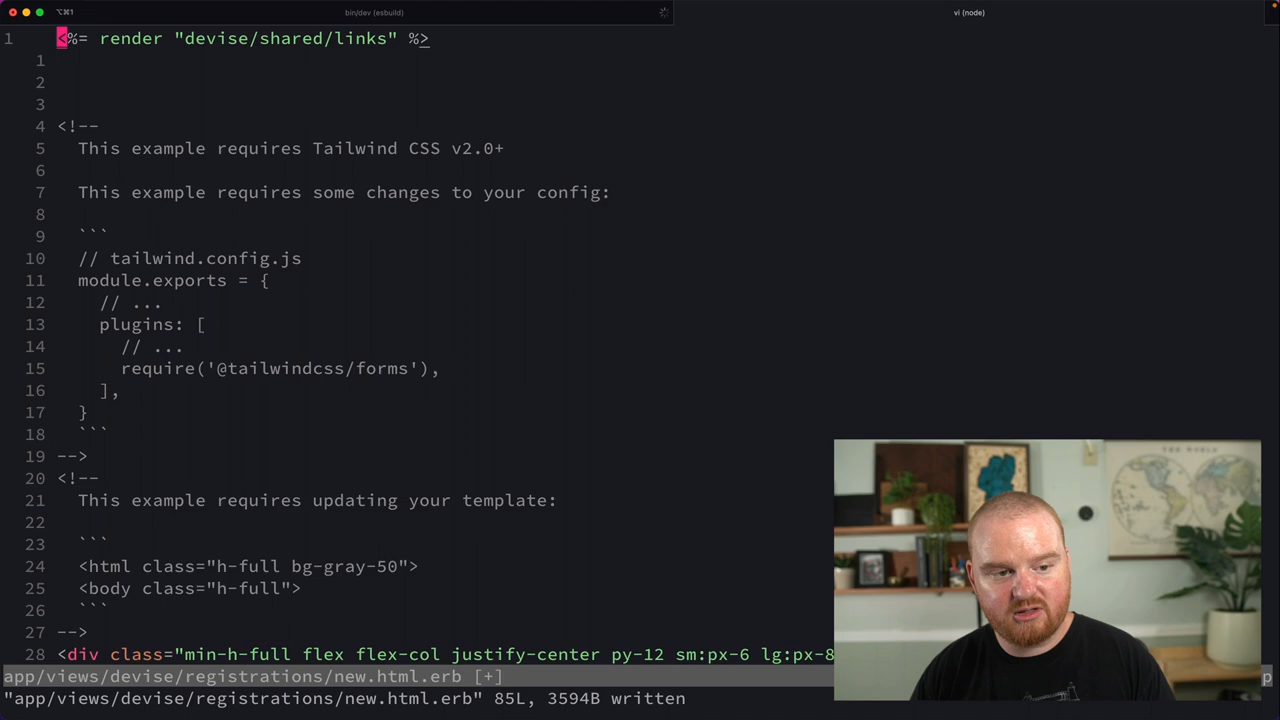 ⌥⌘1
bin/dev (esbuild)
vi (node)
1 <%= render "devise/shared/links" %>
1
2
3
4 <!--
5 This example requires Tailwind CSS v2.0+
6
7 This example requires some changes to your config:
8
9 ```
10 // tailwind.config.js
11 module.exports = {
12 // ...
13 plugins: [
14 // ...
15 require('@tailwindcss/forms'),
16 ],
17 }
18 ```
19 -->
20 <!--
21 This example requires updating your template:
22
23 ```
24 <html class="h-full bg-gray-50">
25 <body class="h-full">
26 ```
27 -->
28 <div class="min-h-full flex flex-col justify-center py-12 sm:px-6 lg:px-8
app/views/devise/registrations/new.html.erb [+]
p
"app/views/devise/registrations/new.html.erb" 85L, 3594B written
THE WORLD